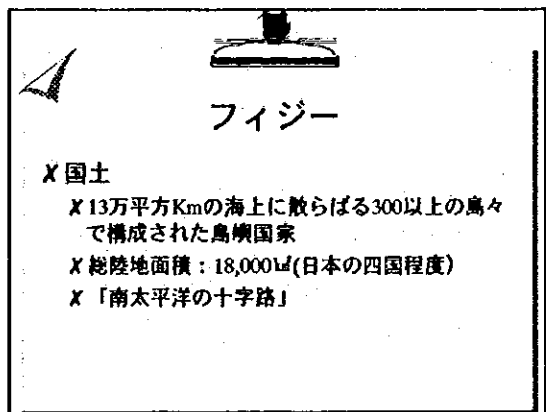 フィジー
✗ 国土
✗ 13万平方Kmの海上に散らばる300以上の島々
で構成された島嶼国家
✗ 総陸地面積：18,000㎢(日本の四国程度）
✗ 「南太平洋の十字路」